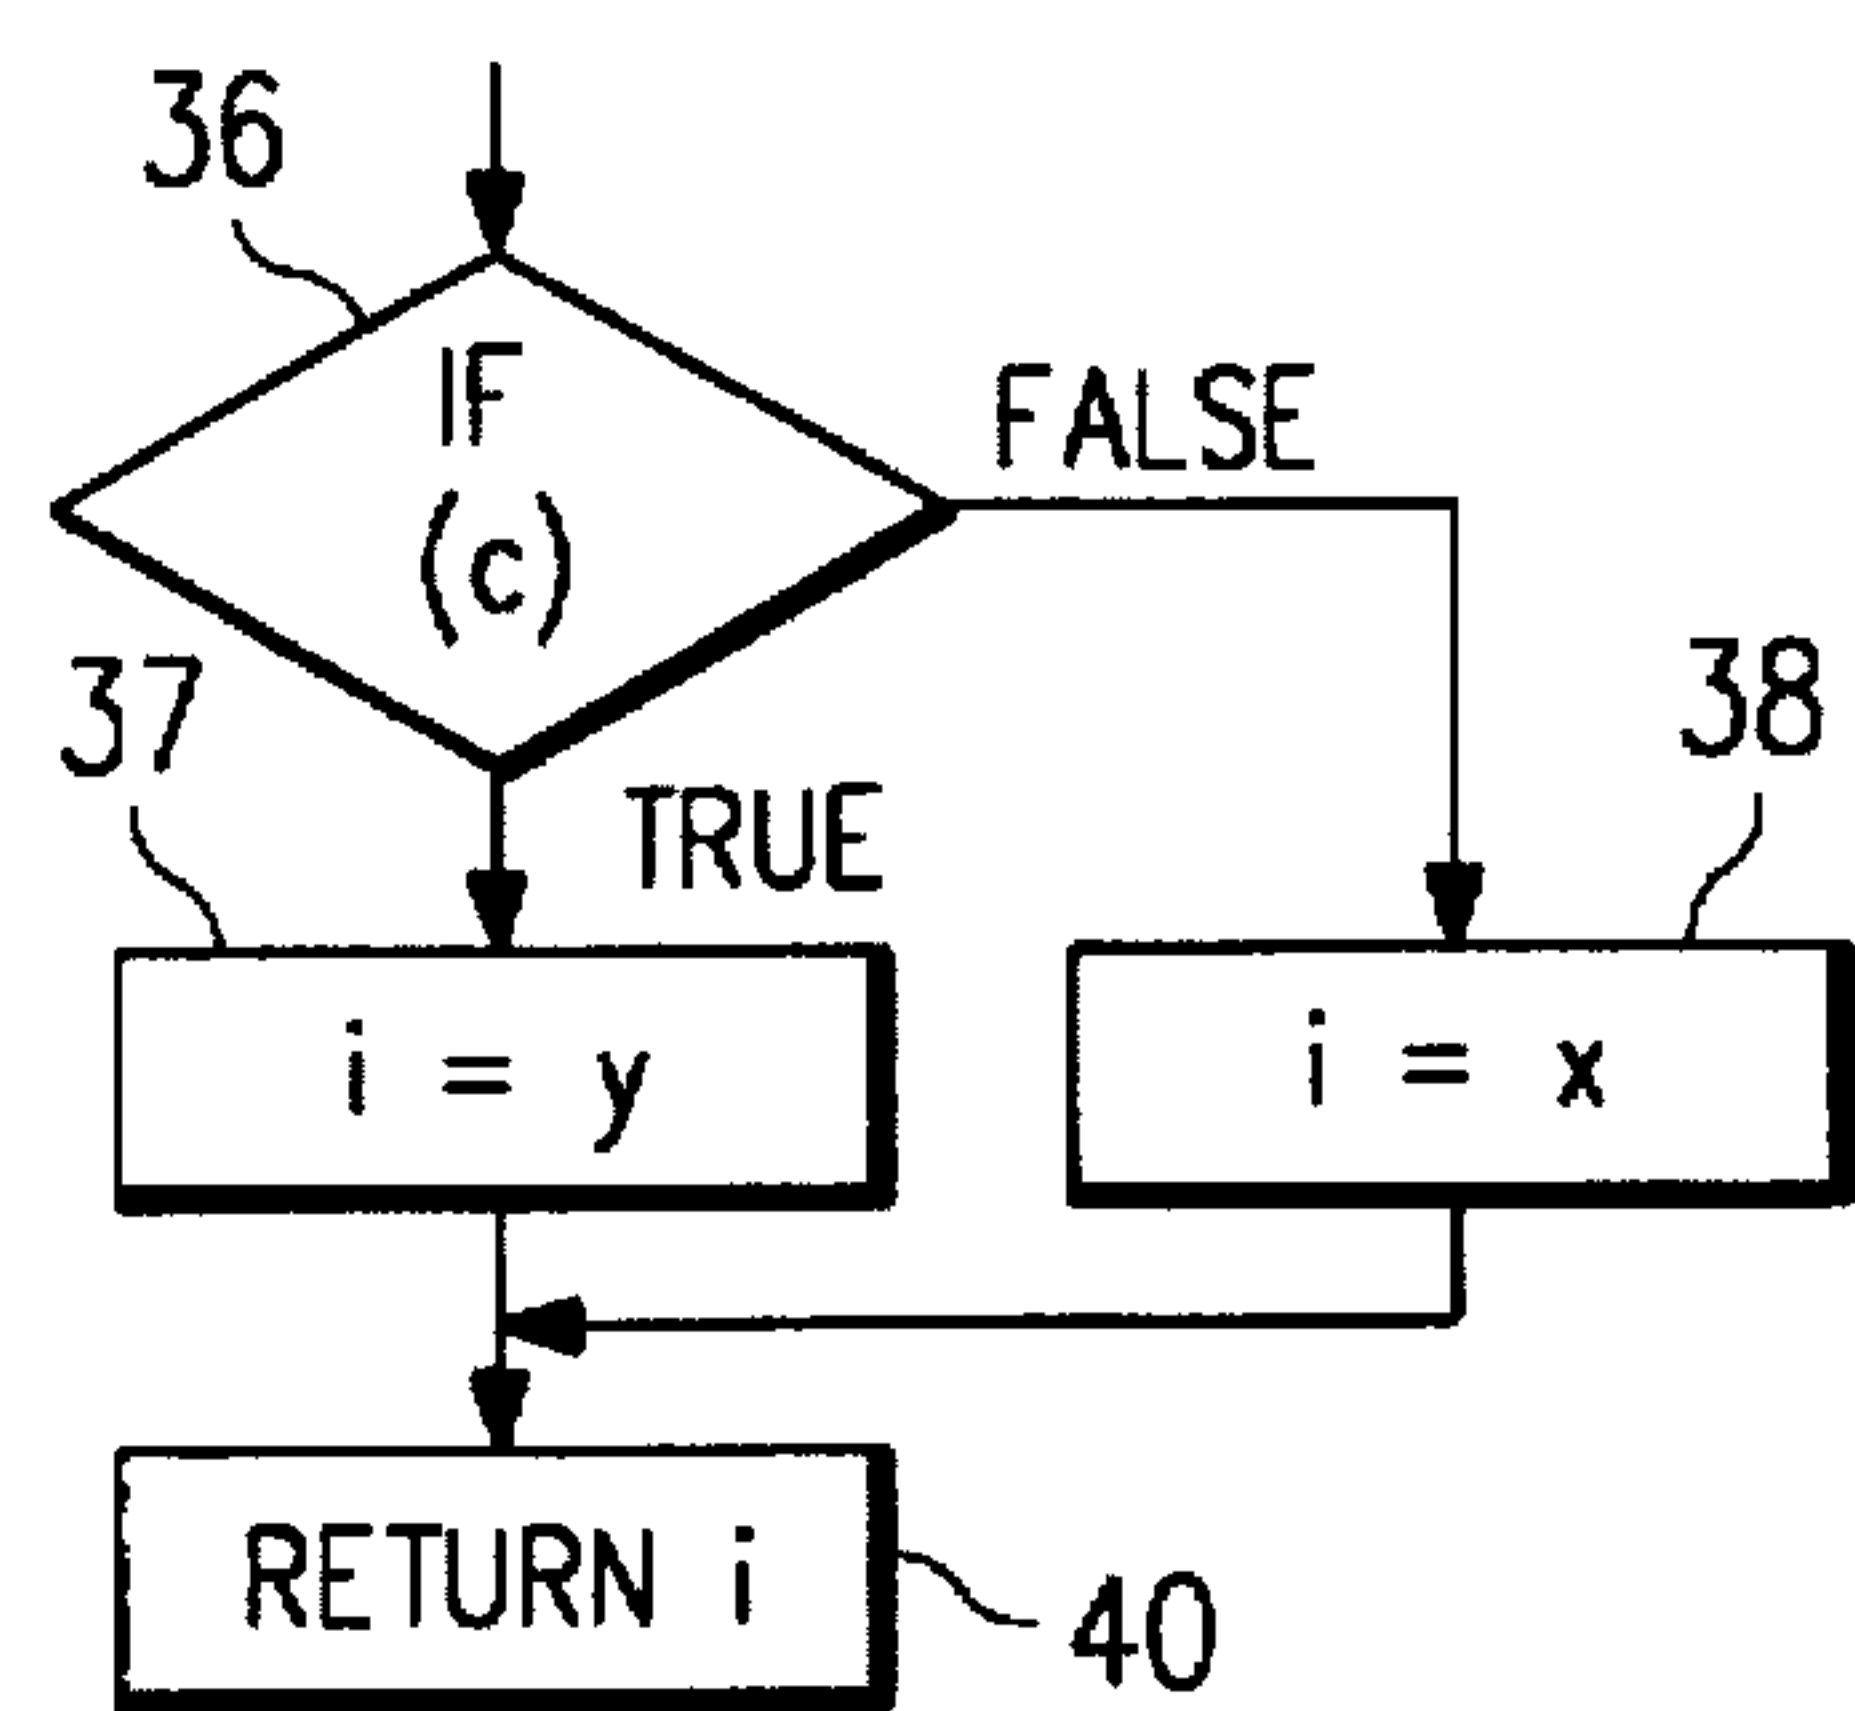 36
IF
(c)
FALSE
37
38
TRUE
i = y
i = x
RETURN i
40